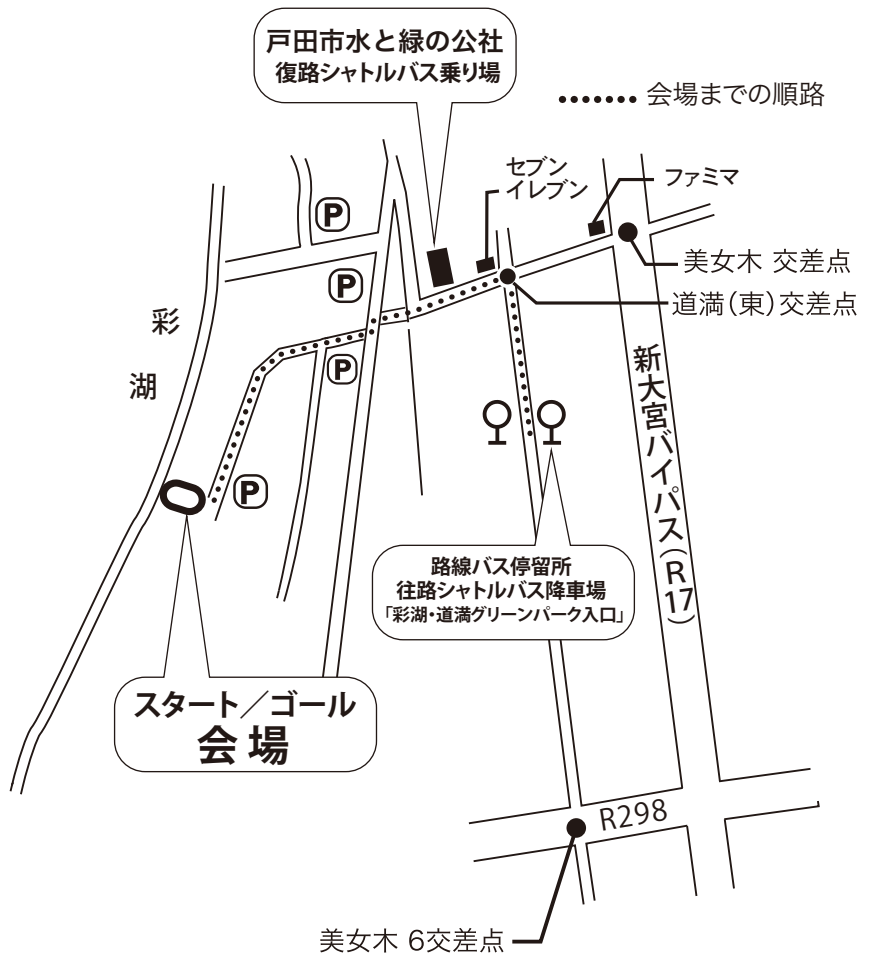 戸田市水と緑の公社
復路シャトルバス乗り場
会場までの順路
セブン
イレブン
ファミマ
P
美女木 交差点
P
道満（東）交差点
彩湖
P
新大宮バイパス（R17）
P
路線バス停留所
往路シャトルバス降車場
「彩湖・道満グリーンパーク入口」
スタート／ゴール
会場
R298
美女木 6交差点